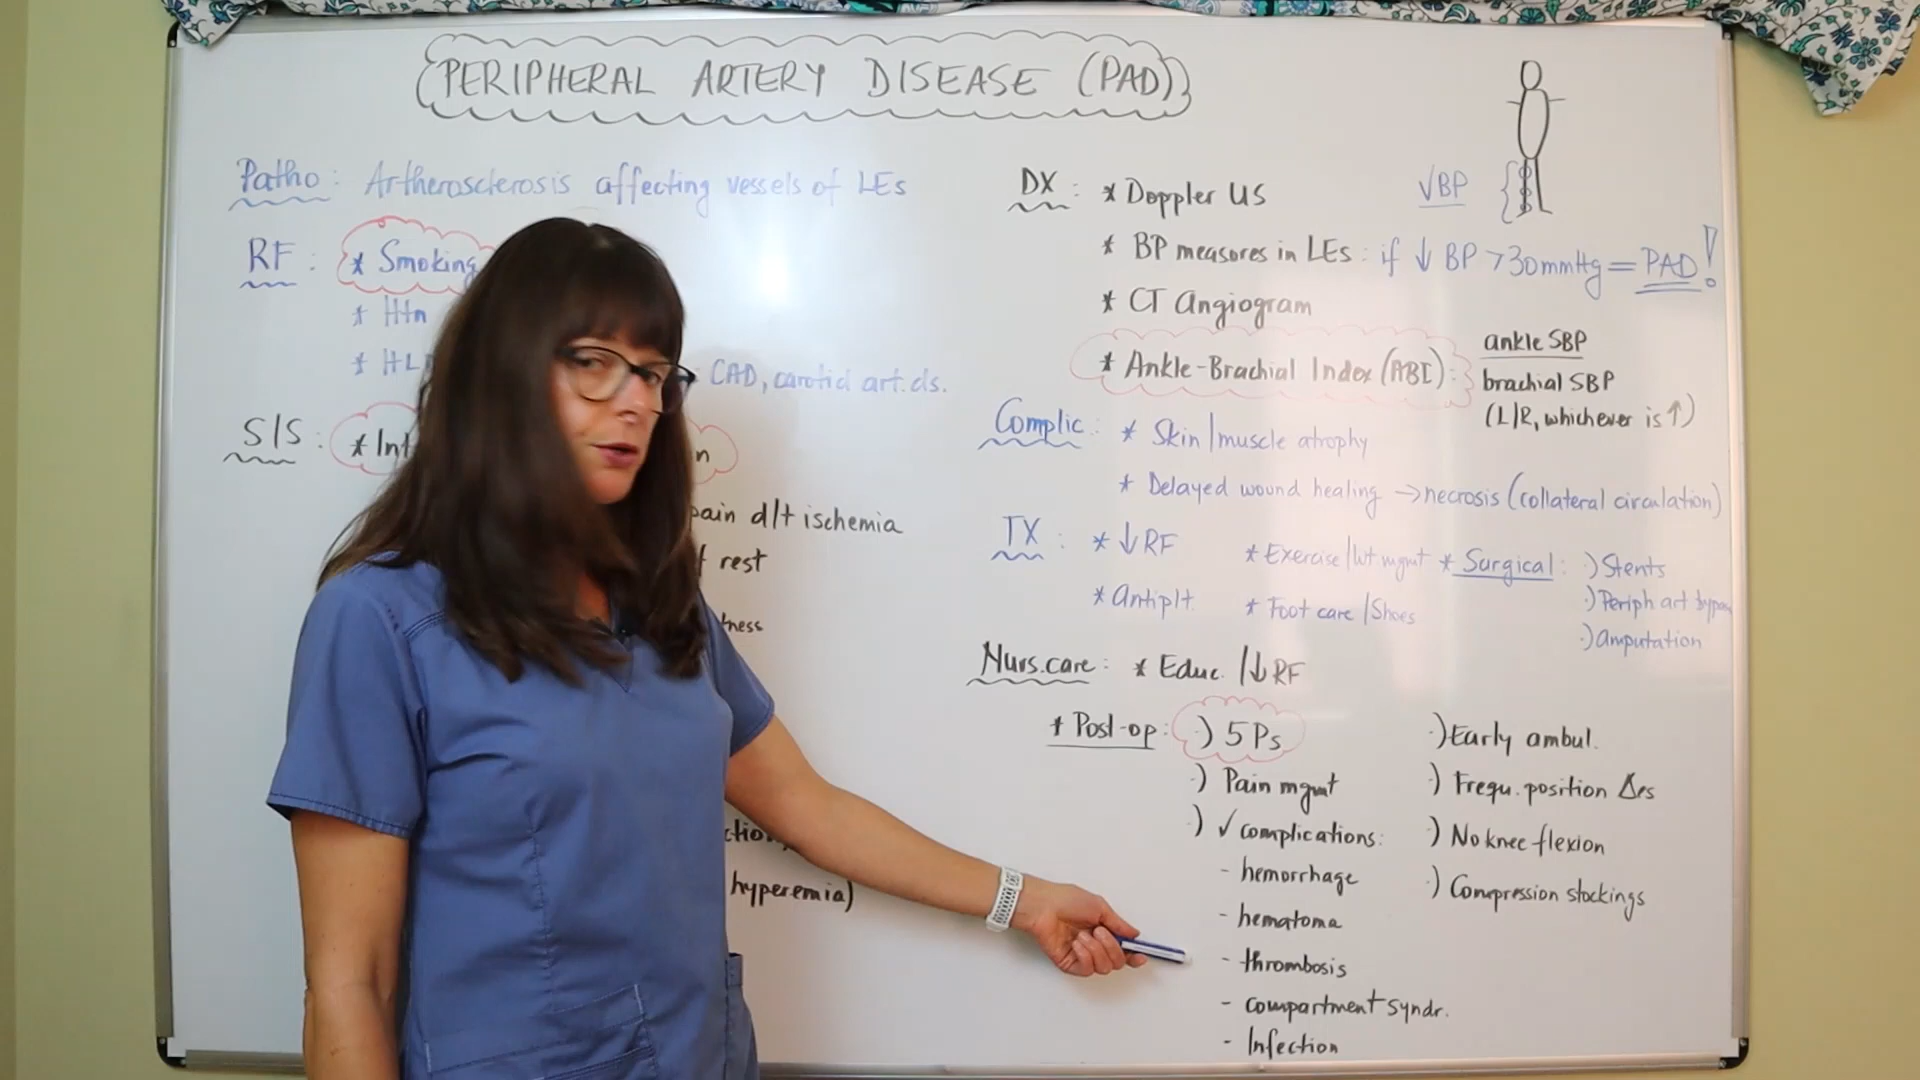 PERIPHERAL ARTERY DISEASE (PAD)
Patho: Artherosclerosis affecting vessels of LEs
RF: * Smoking
* Htn
CAD, carotid art. ds.
S/S:
pain d/t ischemia
rest
hyperemia)
DX: * Doppler US
√BP
* BP measures in LEs: if ↓ BP >30mmHg = PAD!
* CT Angiogram
* Ankle-Brachial Index (ABI):
ankle SBP
brachial SBP
(L/R, whichever is ↑)
Complic: * Skin/muscle atrophy
* Delayed wound healing → necrosis (collateral circulation)
TX: * ↓RF * Exercise/wt mgmt * Surgical: ·) Stents
* Antiplt. * Foot care/Shoes ·) Periph art bypass
·) amputation
Nurs. care: * Educ. /↓RF
* Post-op: ·) 5 Ps ·) Early ambul.
·) Pain mgmt ·) Frequ. position Δes
·) √ complications: ·) No knee flexion
- hemorrhage ·) Compression stockings
- hematoma
- thrombosis
- compartment syndr.
- Infection